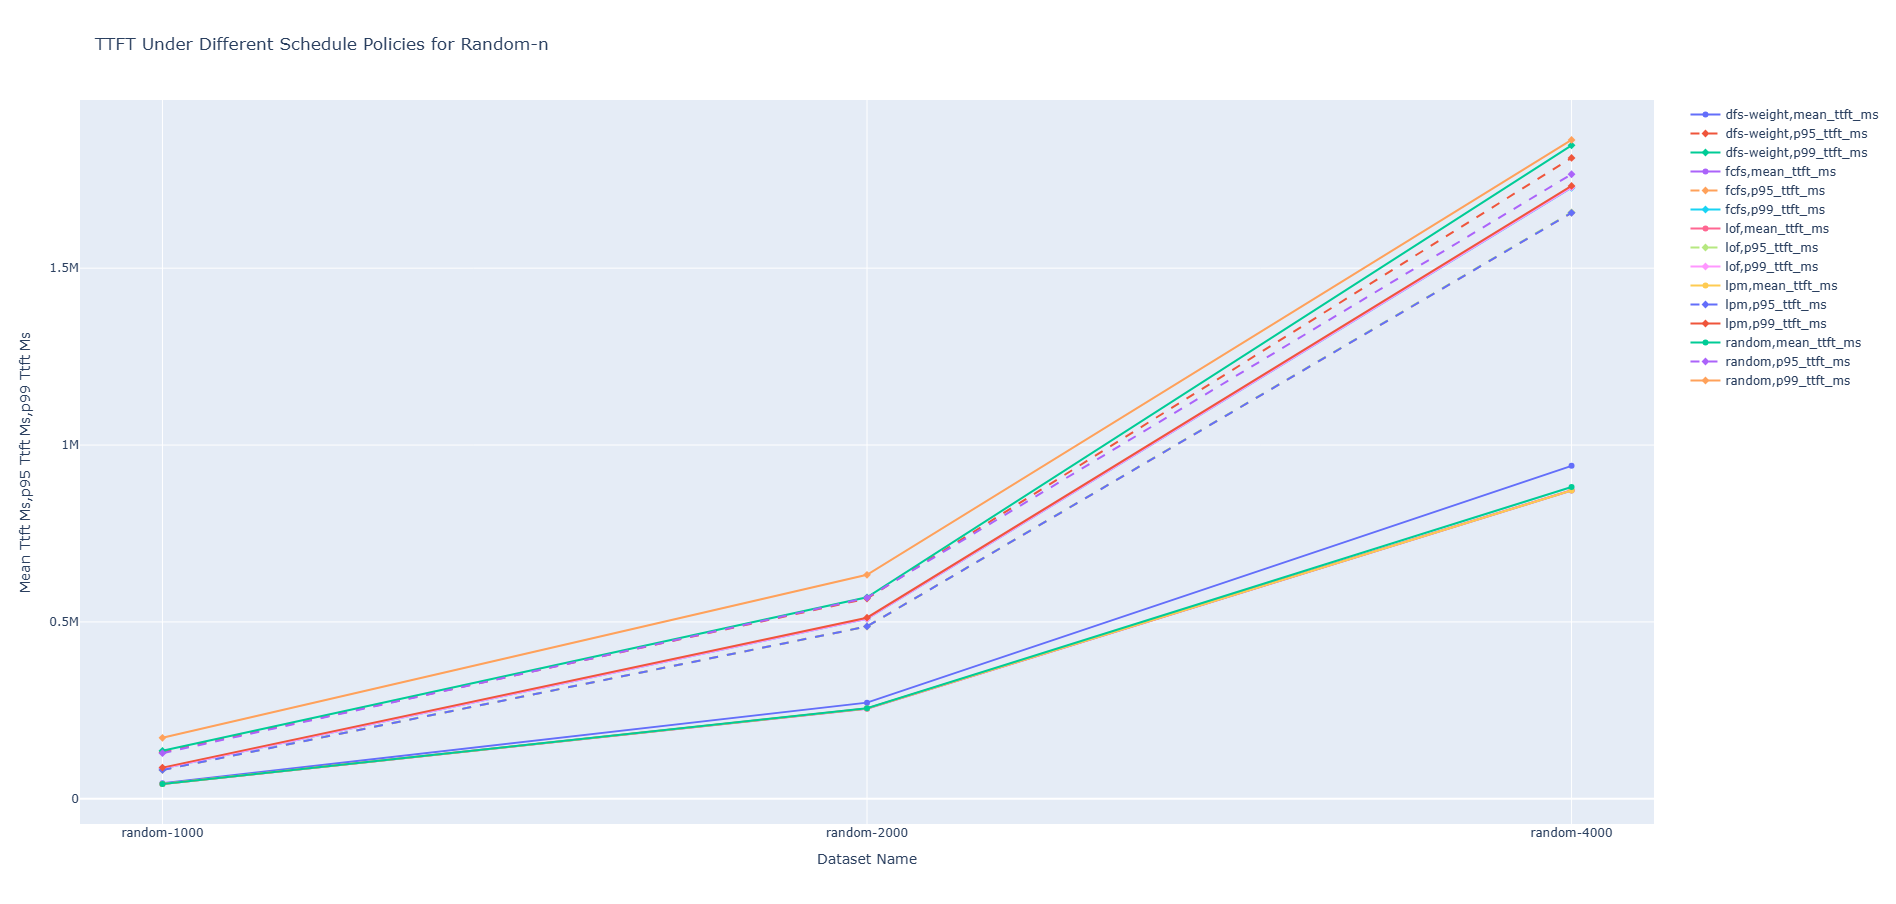 TTFT Under Different Schedule Policies for Random-n
Mean Ttft Ms,p95 Ttft Ms,p99 Ttft Ms
1.5M
1M
0.5M
0
random-1000
random-2000
random-4000
Dataset Name
dfs-weight,mean_ttft_ms
dfs-weight,p95_ttft_ms
dfs-weight,p99_ttft_ms
fcfs,mean_ttft_ms
fcfs,p95_ttft_ms
fcfs,p99_ttft_ms
lof,mean_ttft_ms
lof,p95_ttft_ms
lof,p99_ttft_ms
lpm,mean_ttft_ms
lpm,p95_ttft_ms
lpm,p99_ttft_ms
random,mean_ttft_ms
random,p95_ttft_ms
random,p99_ttft_ms